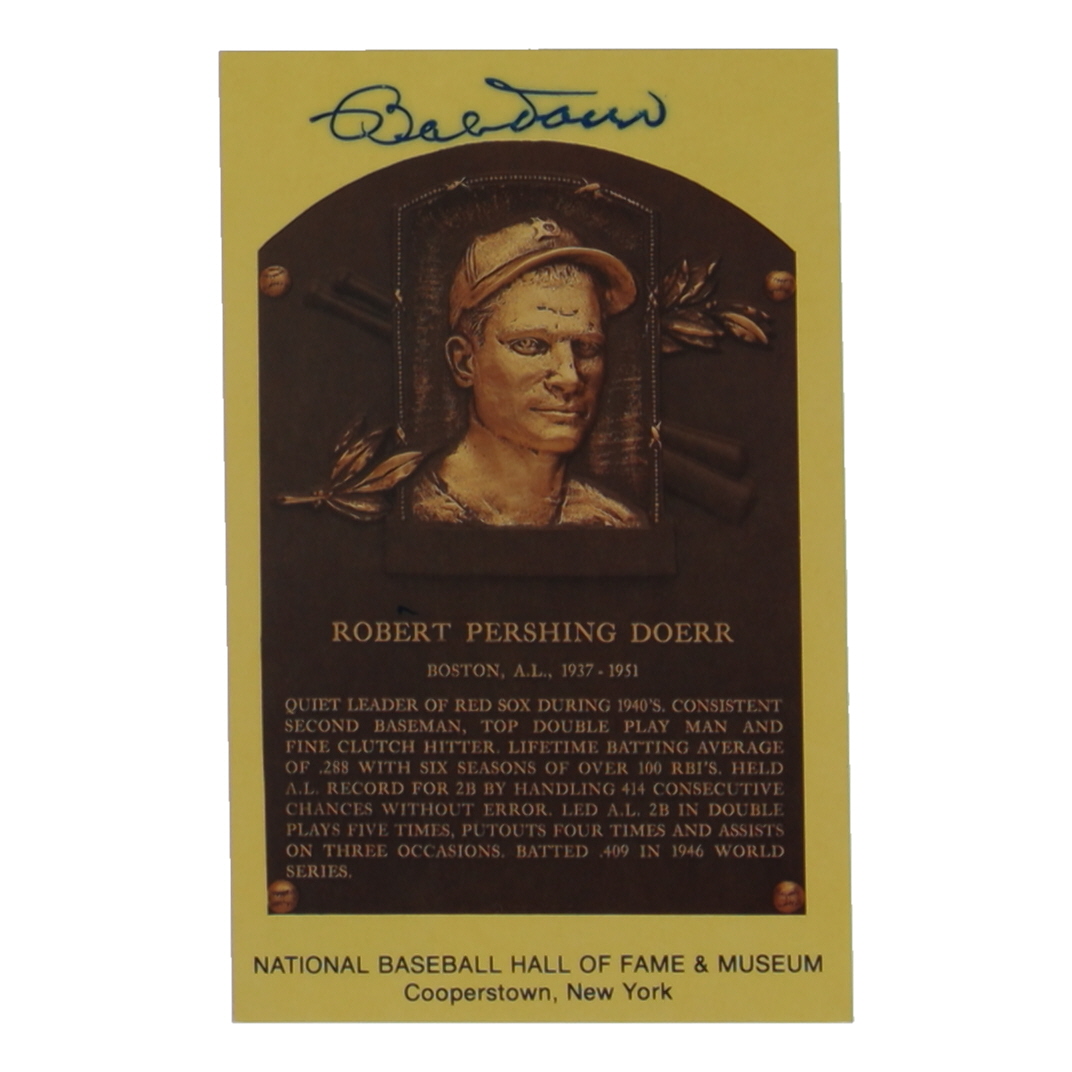 Bob Doerr
B
ROBERT PERSHING DOERR
BOSTON, A.L., 1937-1951
QUIET LEADER OF RED SOX DURING 1940'S. CONSISTENT
SECOND BASEMAN, TOP DOUBLE PLAY MAN AND
FINE CLUTCH HITTER. LIFETIME BATTING AVERAGE
OF .288 WITH SIX SEASONS OF OVER 100 RBI'S. HELD
A.L. RECORD FOR 2B BY HANDLING 414 CONSECUTIVE
CHANCES WITHOUT ERROR. LED A.L. 2B IN DOUBLE
PLAYS FIVE TIMES, PUTOUTS FOUR TIMES AND ASSISTS
ON THREE OCCASIONS. BATTED .409 IN 1946 WORLD
SERIES.
NATIONAL BASEBALL HALL OF FAME & MUSEUM
Cooperstown, New York